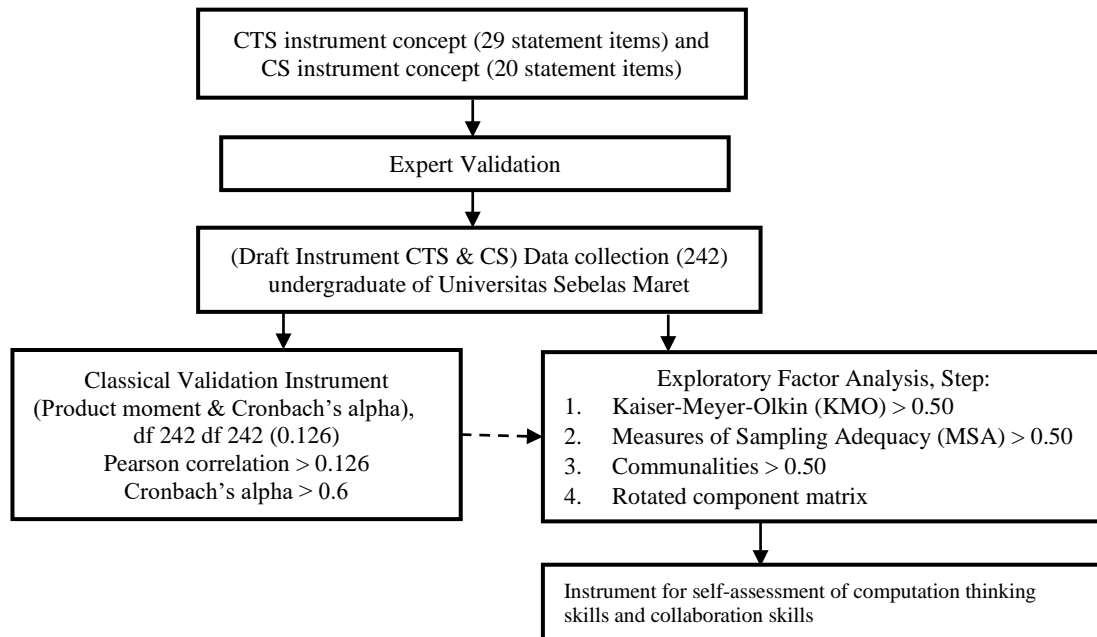 CTS instrument concept (29 statement items) and
CS instrument concept (20 statement items)
Expert Validation
(Draft Instrument CTS & CS) Data collection (242)
undergraduate of Universitas Sebelas Maret
Classical Validation Instrument
(Product moment & Cronbach's alpha),
df 242 df 242 (0.126)
Pearson correlation > 0.126
Cronbach's alpha > 0.6
Exploratory Factor Analysis, Step:
1. Kaiser-Meyer-Olkin (KMO) > 0.50
2. Measures of Sampling Adequacy (MSA) > 0.50
3. Communalities > 0.50
4. Rotated component matrix
Instrument for self-assessment of computation thinking
skills and collaboration skills